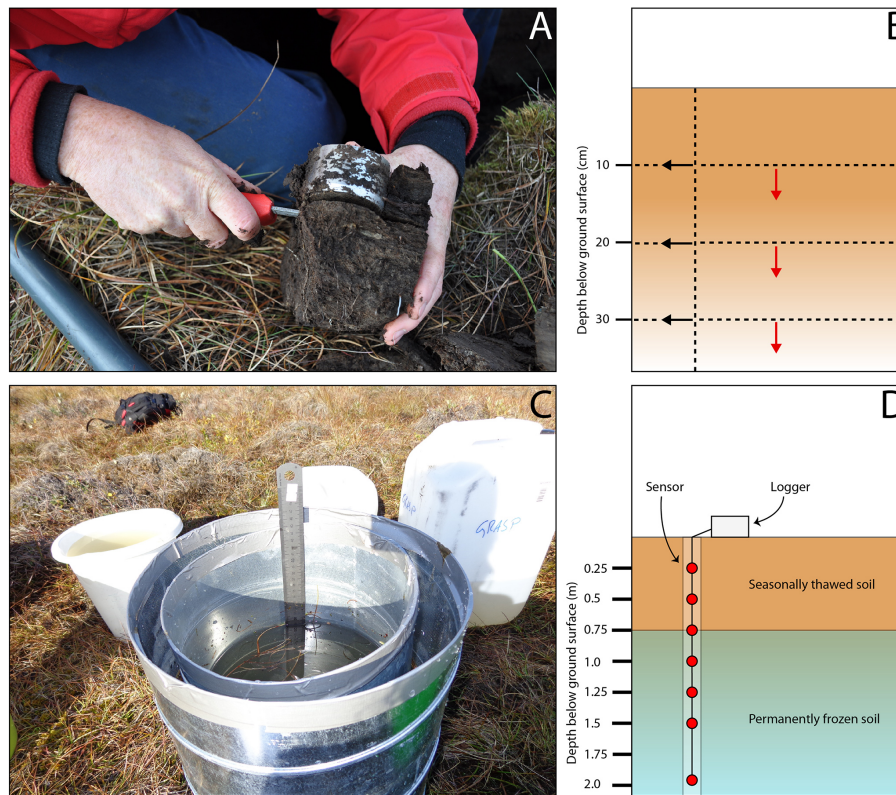 A
B
Depth below ground surface (cm)
10
20
30
C
GRASP
D
Sensor
Logger
Depth below ground surface (m)
0.25
0.5
0.75
1.0
1.25
1.5
1.75
2.0
Seasonally thawed soil
Permanently frozen soil